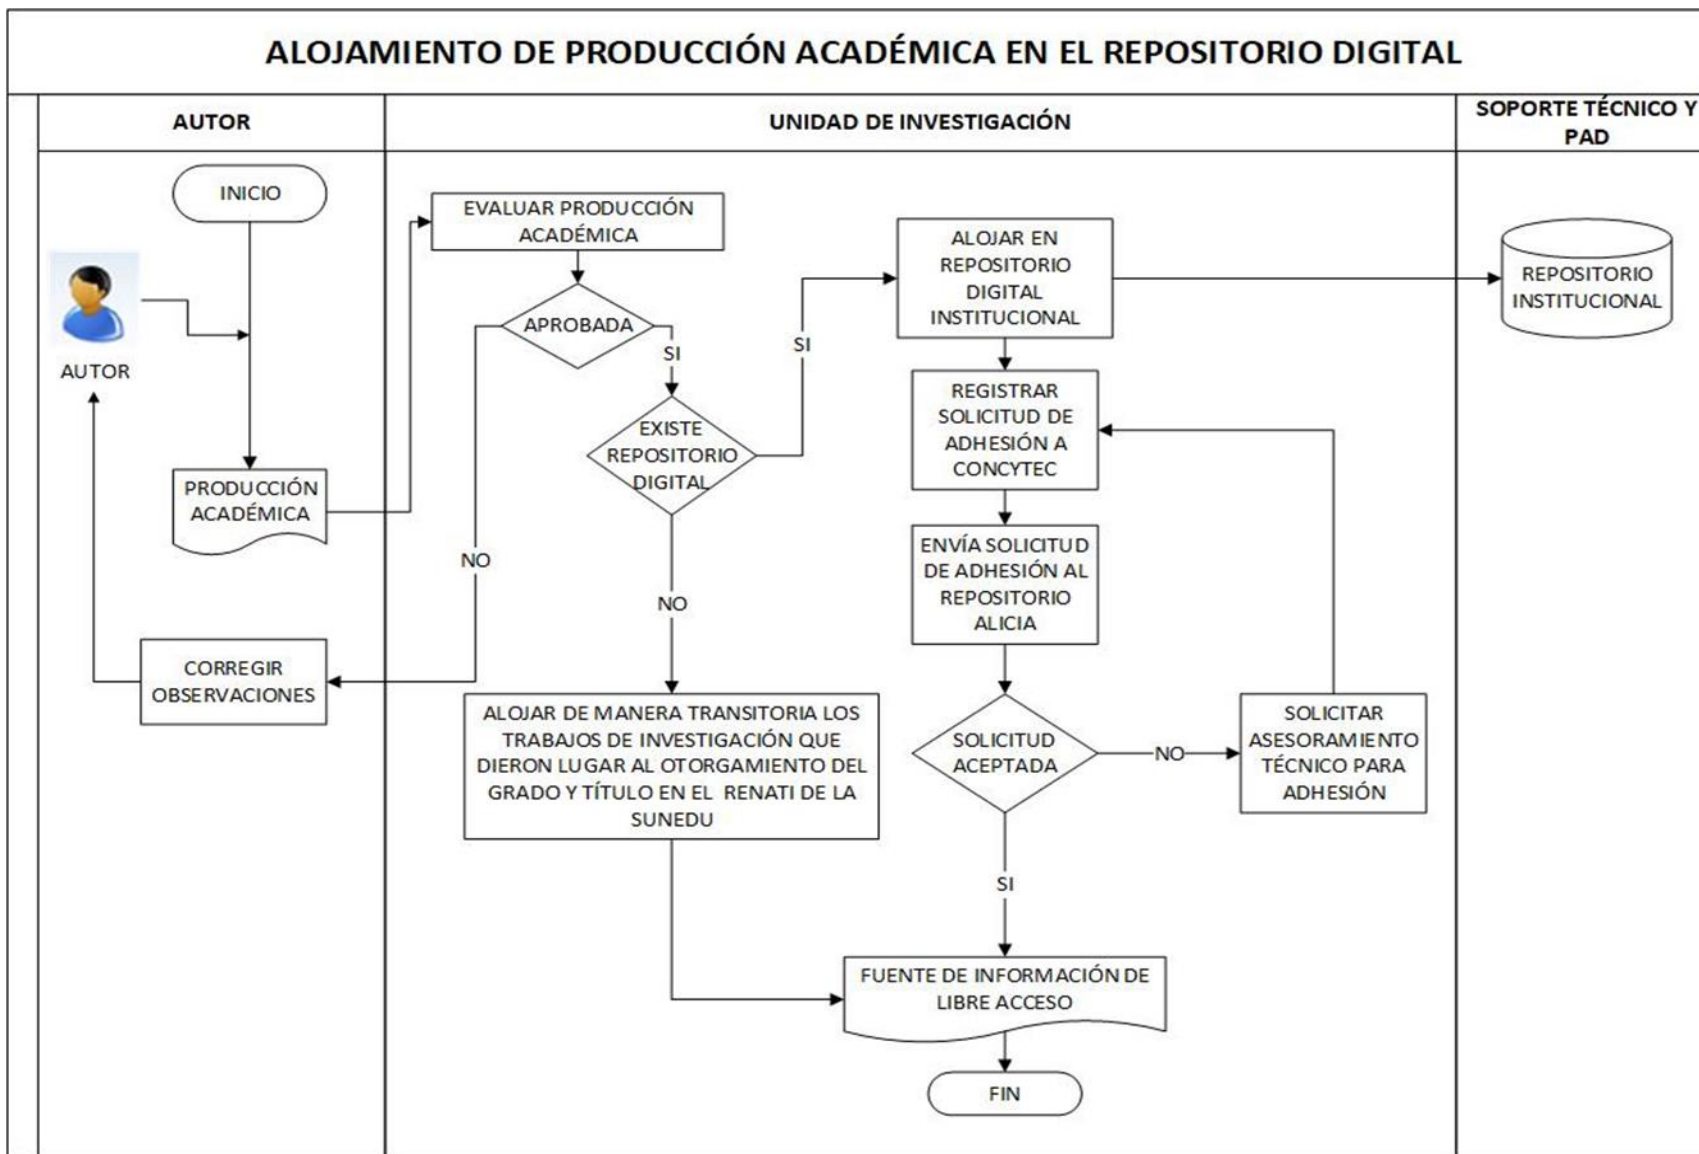 ALOJAMIENTO DE PRODUCCIÓN ACADÉMICA EN EL REPOSITORIO DIGITAL
AUTOR
UNIDAD DE INVESTIGACIÓN
SOPORTE TÉCNICO Y
PAD
INICIO
AUTOR
PRODUCCIÓN
ACADÉMICA
CORREGIR
OBSERVACIONES
EVALUAR PRODUCCIÓN
ACADÉMICA
APROBADA
SI
NO
EXISTE
REPOSITORIO
DIGITAL
SI
NO
ALOJAR DE MANERA TRANSITORIA LOS
TRABAJOS DE INVESTIGACIÓN QUE
DIERON LUGAR AL OTORGAMIENTO DEL
GRADO Y TÍTULO EN EL RENATI DE LA
SUNEDU
ALOJAR EN
REPOSITORIO
DIGITAL
INSTITUCIONAL
REGISTRAR
SOLICITUD DE
ADHESIÓN A
CONCYTEC
ENVÍA SOLICITUD
DE ADHESIÓN AL
REPOSITORIO
ALICIA
SOLICITUD
ACEPTADA
NO
SOLICITAR
ASESORAMIENTO
TÉCNICO PARA
ADHESIÓN
SI
FUENTE DE INFORMACIÓN DE
LIBRE ACCESO
FIN
REPOSITORIO
INSTITUCIONAL